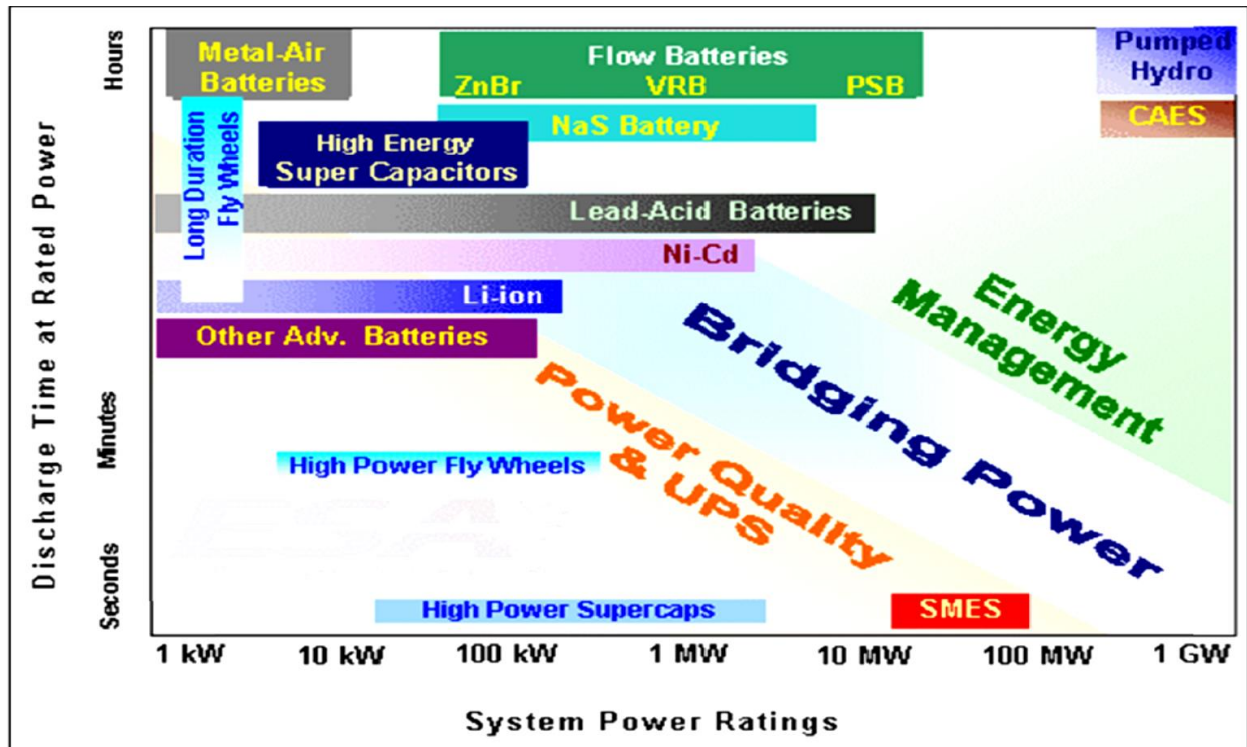 Discharge Time at Rated Power
Hours
Minutes
Seconds
Metal-Air
Batteries
Flow Batteries
ZnBr VRB PSB
Pumped
Hydro
CAES
NaS Battery
Long Duration
Fly Wheels
High Energy
Super Capacitors
Lead-Acid Batteries
Ni-Cd
Li-ion
Other Adv. Batteries
Energy
Management
Bridging Power
Power Quality
& UPS
High Power Fly Wheels
High Power Supercaps
SMES
1 kW 10 kW 100 kW 1 MW 10 MW 100 MW 1 GW
System Power Ratings